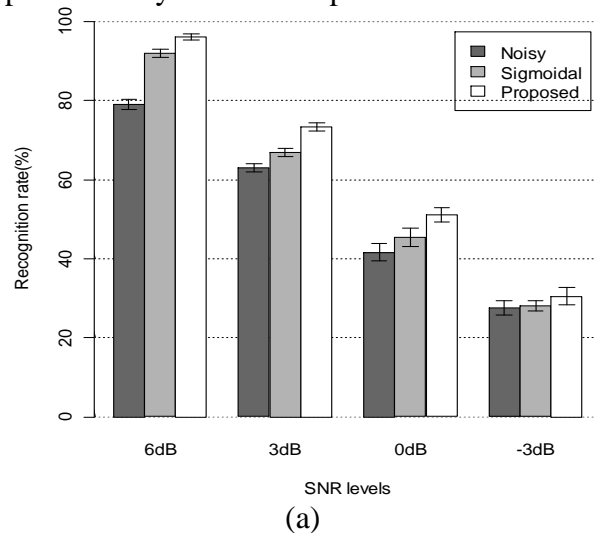 100
80
60
40
20
0
Recognition rate(%)
Noisy
Sigmoidal
Proposed
6dB 3dB 0dB -3dB
SNR levels
(a)